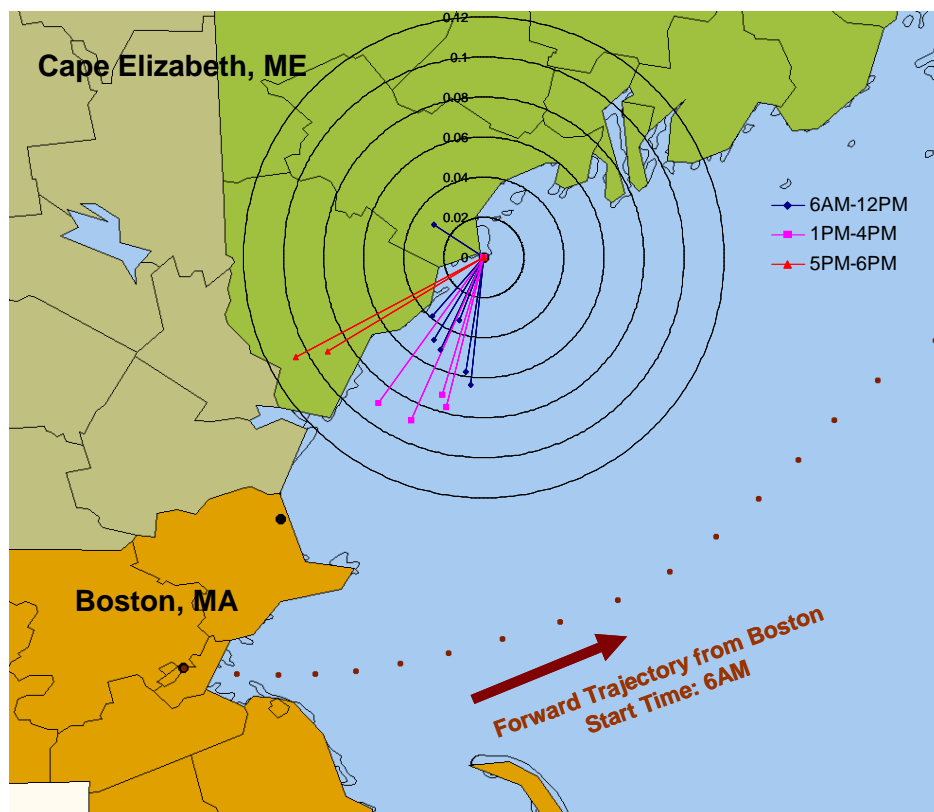 0.12
Cape Elizabeth, ME
0.1
0.08
0.06
0.04
0.02
0
6AM-12PM
1PM-4PM
5PM-6PM
Boston, MA
Forward Trajectory from Boston
Start Time: 6AM